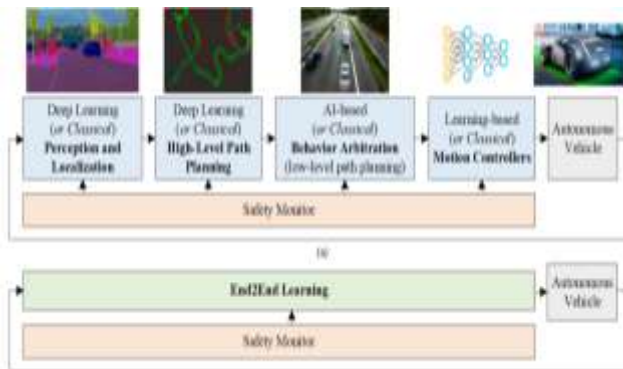 Deep Learning
(or Classical)
Perception and
Localization
Deep Learning
(or Classical)
High-Level Path
Planning
AI-based
(or Classical)
Behavior Arbitration
(low-level path planning)
Learning-based
(or Classical)
Motion Controllers
Autonomous
Vehicle
Safety Monitor
(a)
End2End Learning
Autonomous
Vehicle
Safety Monitor